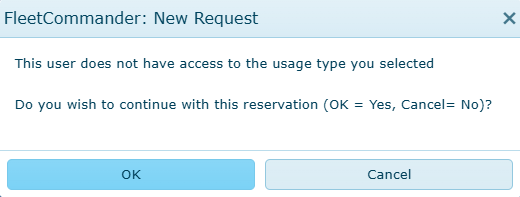 FleetCommander: New Request
This user does not have access to the usage type you selected
Do you wish to continue with this reservation (OK = Yes, Cancel= No)?
OK
Cancel